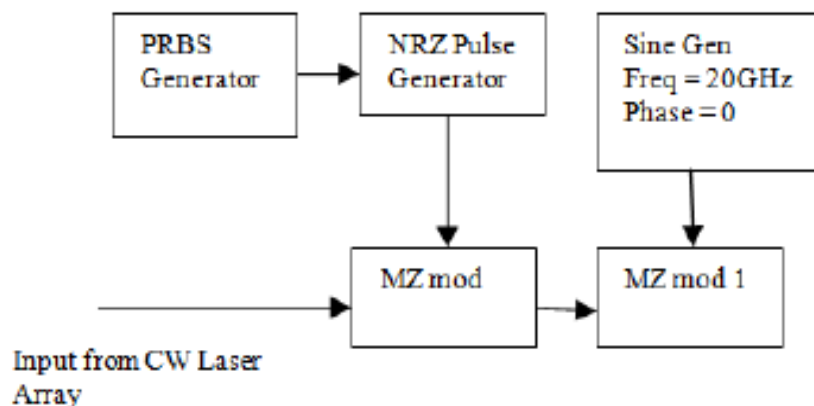 PRBS
Generator
NRZ Pulse
Generator
Sine Gen
Freq = 20GHz
Phase = 0
MZ mod
MZ mod 1
Input from CW Laser
Array